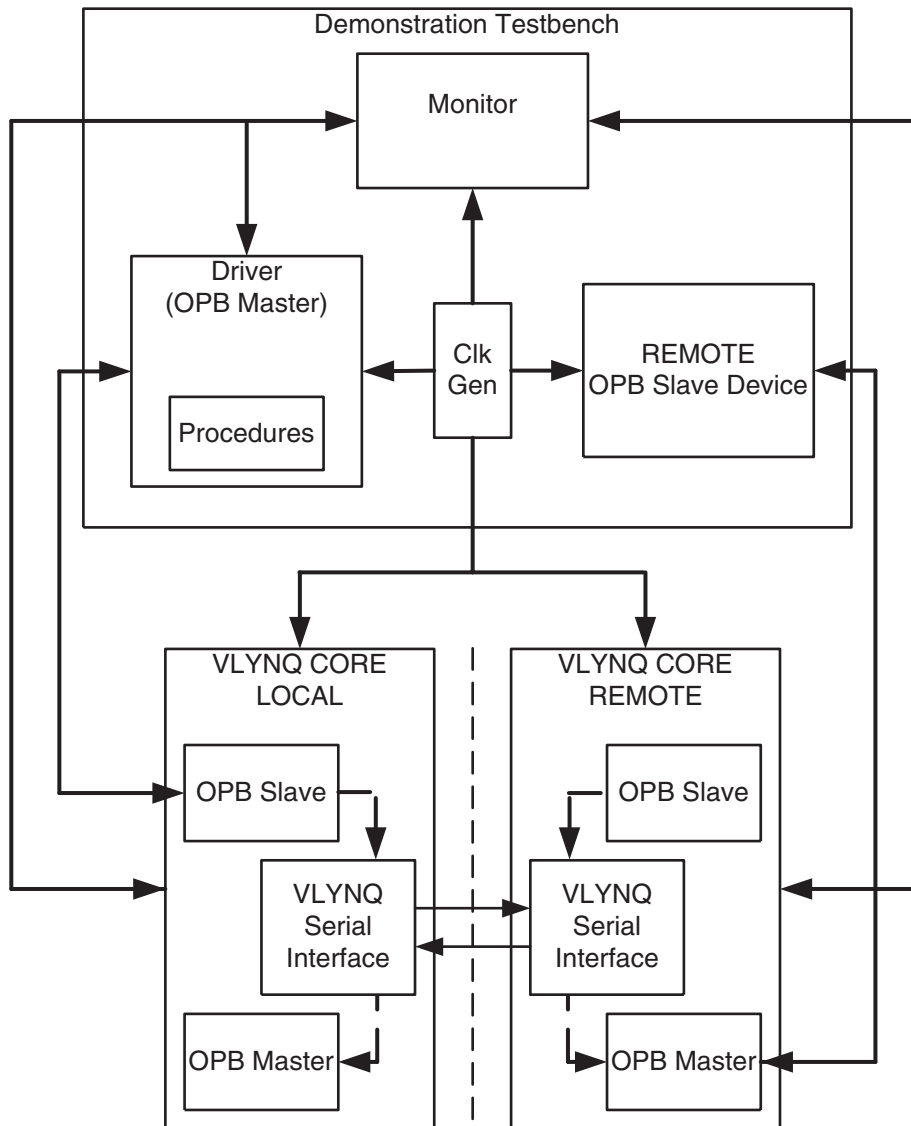 Demonstration Testbench
Monitor
Driver
(OPB Master)
Procedures
Clk
Gen
REMOTE
OPB Slave Device
VLYNQ CORE
LOCAL
OPB Slave
VLYNQ
Serial
Interface
OPB Master
VLYNQ CORE
REMOTE
OPB Slave
VLYNQ
Serial
Interface
OPB Master